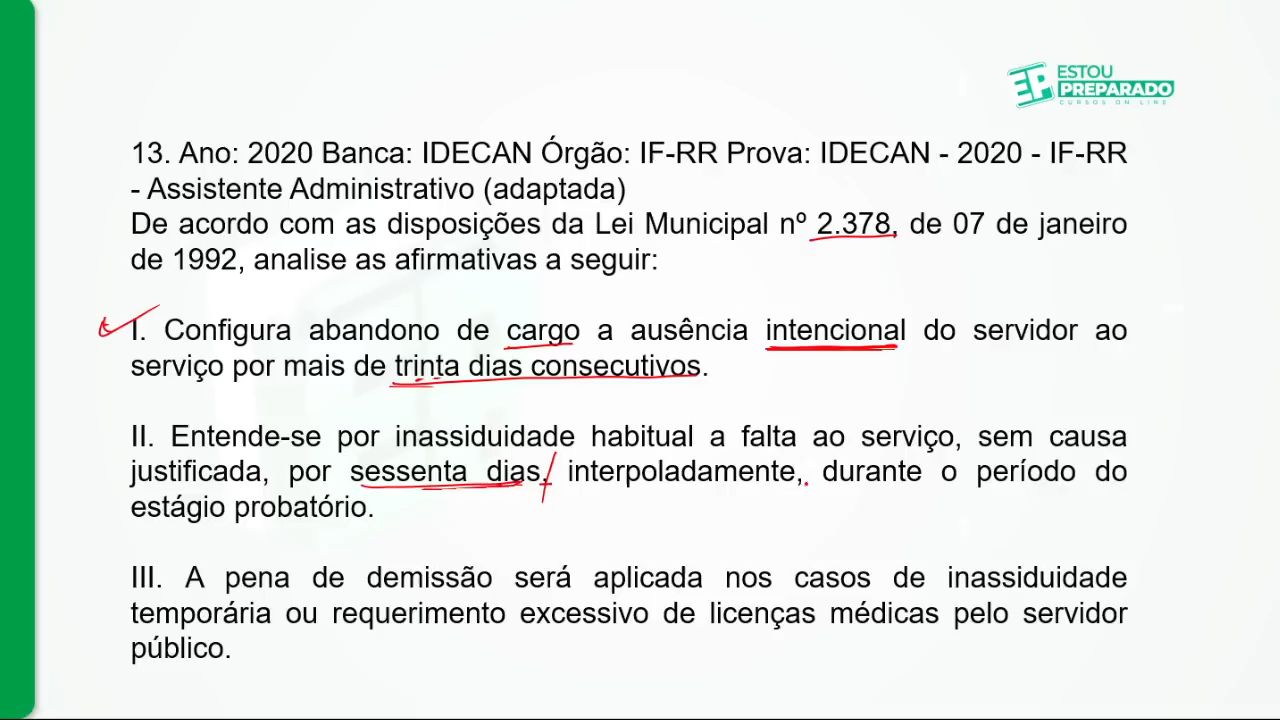 EP ESTOU
PREPARADO
CURSOS ON LINE
13. Ano: 2020 Banca: IDECAN Órgão: IF-RR Prova: IDECAN - 2020 - IF-RR
- Assistente Administrativo (adaptada)
De acordo com as disposições da Lei Municipal nº 2.378, de 07 de janeiro
de 1992, analise as afirmativas a seguir:
I. Configura abandono de cargo a ausência intencional do servidor ao
serviço por mais de trinta dias consecutivos.
II. Entende-se por inassiduidade habitual a falta ao serviço, sem causa
justificada, por sessenta dias, interpoladamente, durante o período do
estágio probatório.
III. A pena de demissão será aplicada nos casos de inassiduidade
temporária ou requerimento excessivo de licenças médicas pelo servidor
público.